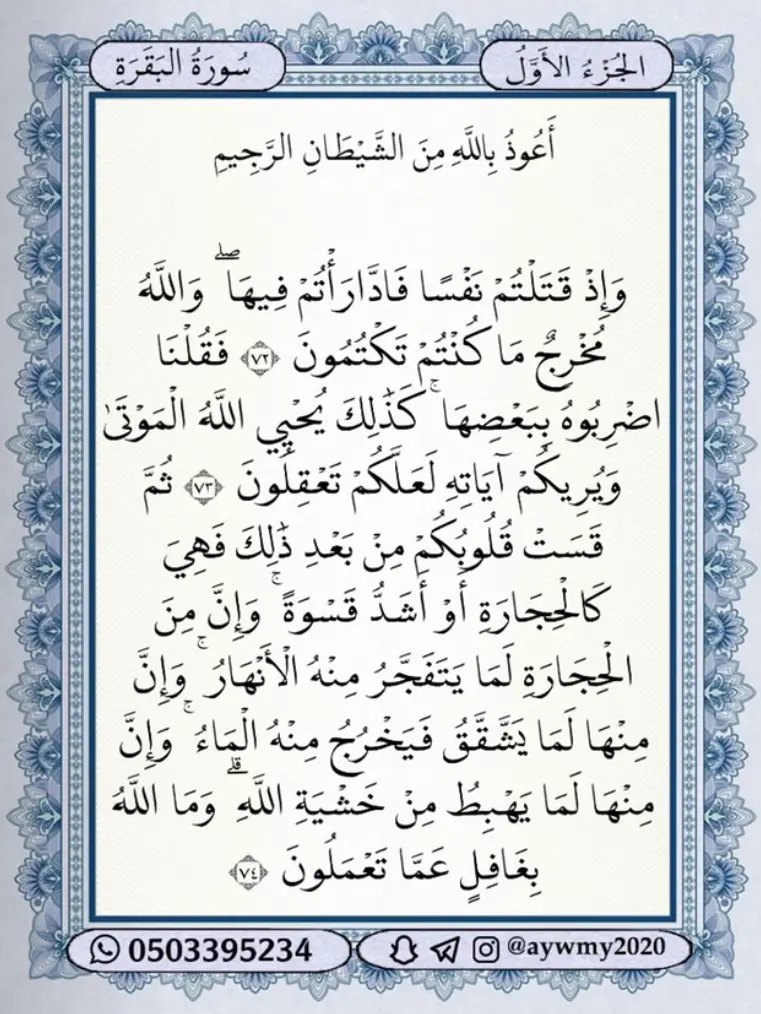 الجُزْءُ الأَوَّلُ
سُورَةُ البَقَرَةِ
أَعُوذُ بِاللَّهِ مِنَ الشَّيْطَانِ الرَّجِيمِ
وَإِذْ قَتَلْتُمْ نَفْسًا فَادَّارَأْتُمْ فِيهَا ۖ وَاللَّهُ
مُخْرِجٌ مَا كُنْتُمْ تَكْتُمُونَ ﴿٧٢﴾ فَقُلْنَا
اضْرِبُوهُ بِبَعْضِهَا ۚ كَذَٰلِكَ يُحْيِي اللَّهُ الْمَوْتَىٰ
وَيُرِيكُمْ آيَاتِهِ لَعَلَّكُمْ تَعْقِلُونَ ﴿٧٣﴾ ثُمَّ
قَسَتْ قُلُوبُكُمْ مِنْ بَعْدِ ذَٰلِكَ فَهِيَ
كَالْحِجَارَةِ أَوْ أَشَدُّ قَسْوَةً ۚ وَإِنَّ مِنَ
الْحِجَارَةِ لَمَا يَتَفَجَّرُ مِنْهُ الْأَنْهَارُ ۚ وَإِنَّ
مِنْهَا لَمَا يَشَّقَّقُ فَيَخْرُجُ مِنْهُ الْمَاءُ ۚ وَإِنَّ
مِنْهَا لَمَا يَهْبِطُ مِنْ خَشْيَةِ اللَّهِ ۗ وَمَا اللَّهُ
بِغَافِلٍ عَمَّا تَعْمَلُونَ ﴿٧٤﴾
0503395234
@aywmy2020